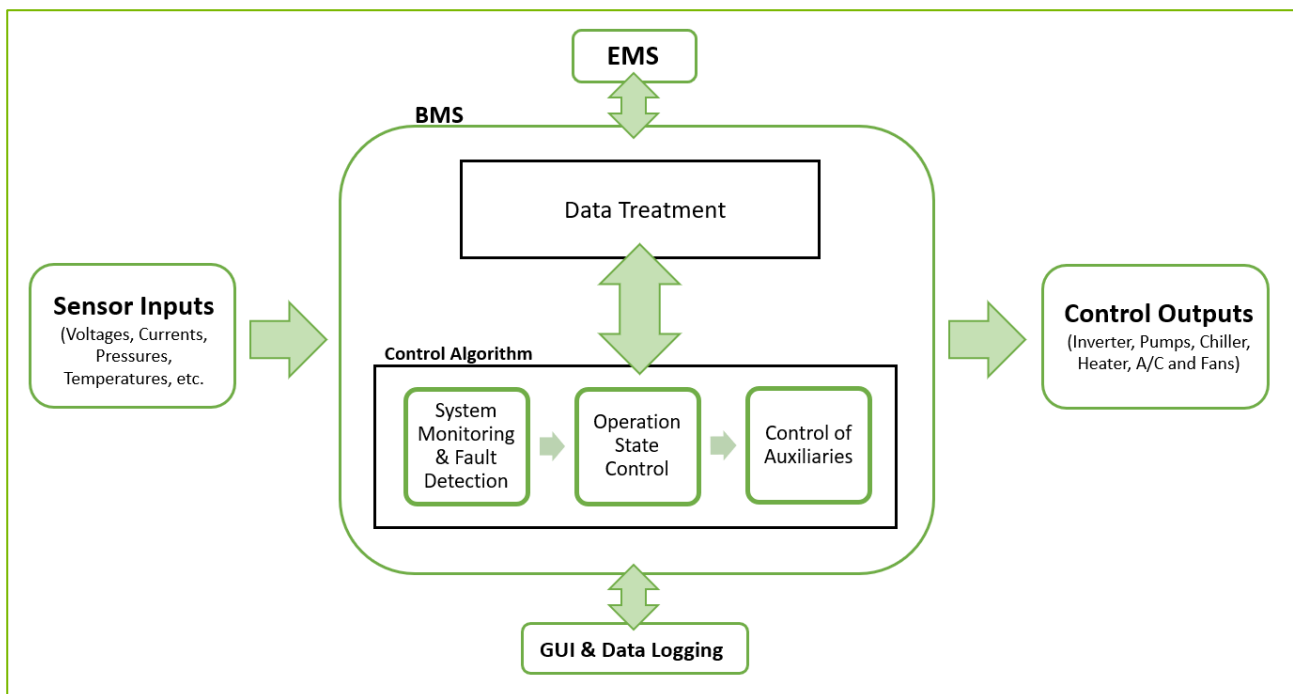 EMS
BMS
Data Treatment
Sensor Inputs
(Voltages, Currents,
Pressures,
Temperatures, etc.
Control Outputs
(Inverter, Pumps, Chiller,
Heater, A/C and Fans)
Control Algorithm
System
Monitoring
& Fault
Detection
Operation
State
Control
Control of
Auxiliaries
GUI & Data Logging